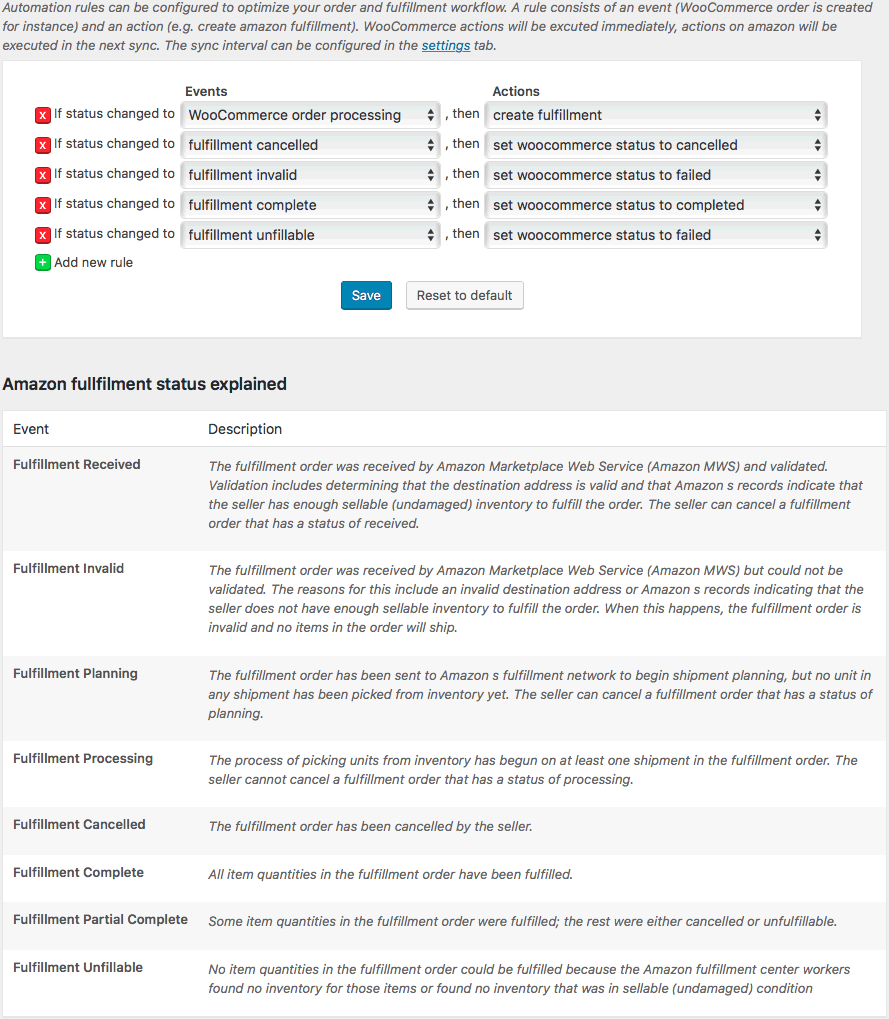 Automation rules can be configured to optimize your order and fulfillment workflow. A rule consists of an event (WooCommerce order is created
for instance) and an action (e.g. create amazon fulfillment). WooCommerce actions will be excuted immediately, actions on amazon will be
executed in the next sync. The sync interval can be configured in the settings tab.
Events Actions
x If status changed to WooCommerce order processing , then create fulfillment
x If status changed to fulfillment cancelled , then set woocommerce status to cancelled
x If status changed to fulfillment invalid , then set woocommerce status to failed
x If status changed to fulfillment complete , then set woocommerce status to completed
x If status changed to fulfillment unfillable , then set woocommerce status to failed
+ Add new rule
Save Reset to default
Amazon fullfilment status explained
Event Description
Fulfillment Received The fulfillment order was received by Amazon Marketplace Web Service (Amazon MWS) and validated.
Validation includes determining that the destination address is valid and that Amazon s records indicate that
the seller has enough sellable (undamaged) inventory to fulfill the order. The seller can cancel a fulfillment
order that has a status of received.
Fulfillment Invalid The fulfillment order was received by Amazon Marketplace Web Service (Amazon MWS) but could not be
validated. The reasons for this include an invalid destination address or Amazon s records indicating that the
seller does not have enough sellable inventory to fulfill the order. When this happens, the fulfillment order is
invalid and no items in the order will ship.
Fulfillment Planning The fulfillment order has been sent to Amazon s fulfillment network to begin shipment planning, but no unit in
any shipment has been picked from inventory yet. The seller can cancel a fulfillment order that has a status of
planning.
Fulfillment Processing The process of picking units from inventory has begun on at least one shipment in the fulfillment order. The
seller cannot cancel a fulfillment order that has a status of processing.
Fulfillment Cancelled The fulfillment order has been cancelled by the seller.
Fulfillment Complete All item quantities in the fulfillment order have been fulfilled.
Fulfillment Partial Complete Some item quantities in the fulfillment order were fulfilled; the rest were either cancelled or unfulfillable.
Fulfillment Unfillable No item quantities in the fulfillment order could be fulfilled because the Amazon fulfillment center workers
found no inventory for those items or found no inventory that was in sellable (undamaged) condition